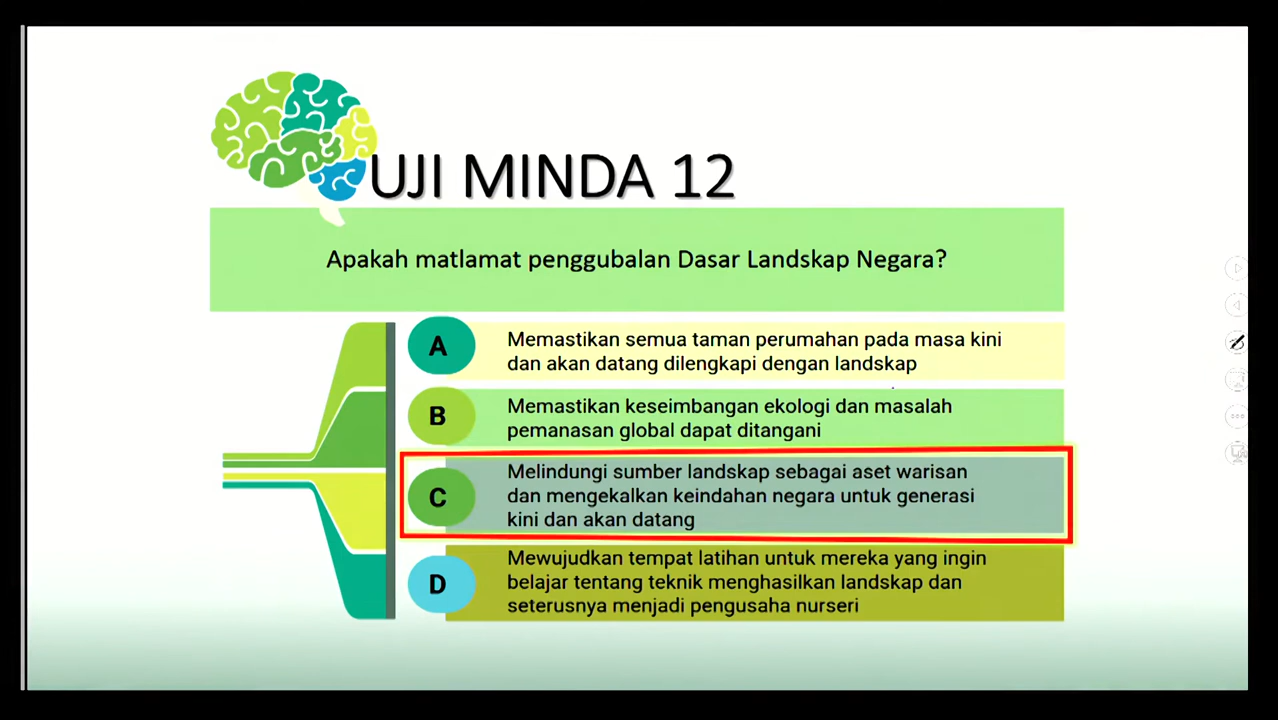 UJI MINDA 12
Apakah matlamat penggubalan Dasar Landskap Negara?
A
Memastikan semua taman perumahan pada masa kini
dan akan datang dilengkapi dengan landskap
B
Memastikan keseimbangan ekologi dan masalah
pemanasan global dapat ditangani
C
Melindungi sumber landskap sebagai aset warisan
dan mengekalkan keindahan negara untuk generasi
kini dan akan datang
D
Mewujudkan tempat latihan untuk mereka yang ingin
belajar tentang teknik menghasilkan landskap dan
seterusnya menjadi pengusaha nurseri